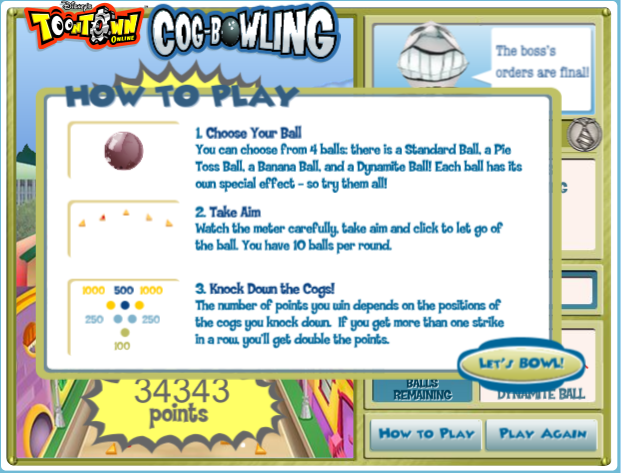 Disney's
TOONTOWN
ONLINE
COG-BOWLING
The boss's
orders are final!
HOW TO PLAY
1. Choose Your Ball
You can choose from 4 balls: there is a Standard Ball, a Pie
Toss Ball, a Banana Ball, and a Dynamite Ball! Each ball has its
own special effect - so try them all!
2. Take Aim
Watch the meter carefully, take aim and click to let go of
the ball. You have 10 balls per round.
1000 500 1000
250 250
100
3. Knock Down the Cogs!
The number of points you win depends on the positions of
the cogs you knock down. If you get more than one strike
in a row, you'll get double the points.
LET'S BOWL!
34343
points
BALLS
REMAINING
DYNAMITE BALL
HOW TO PLAY
PLAY AGAIN